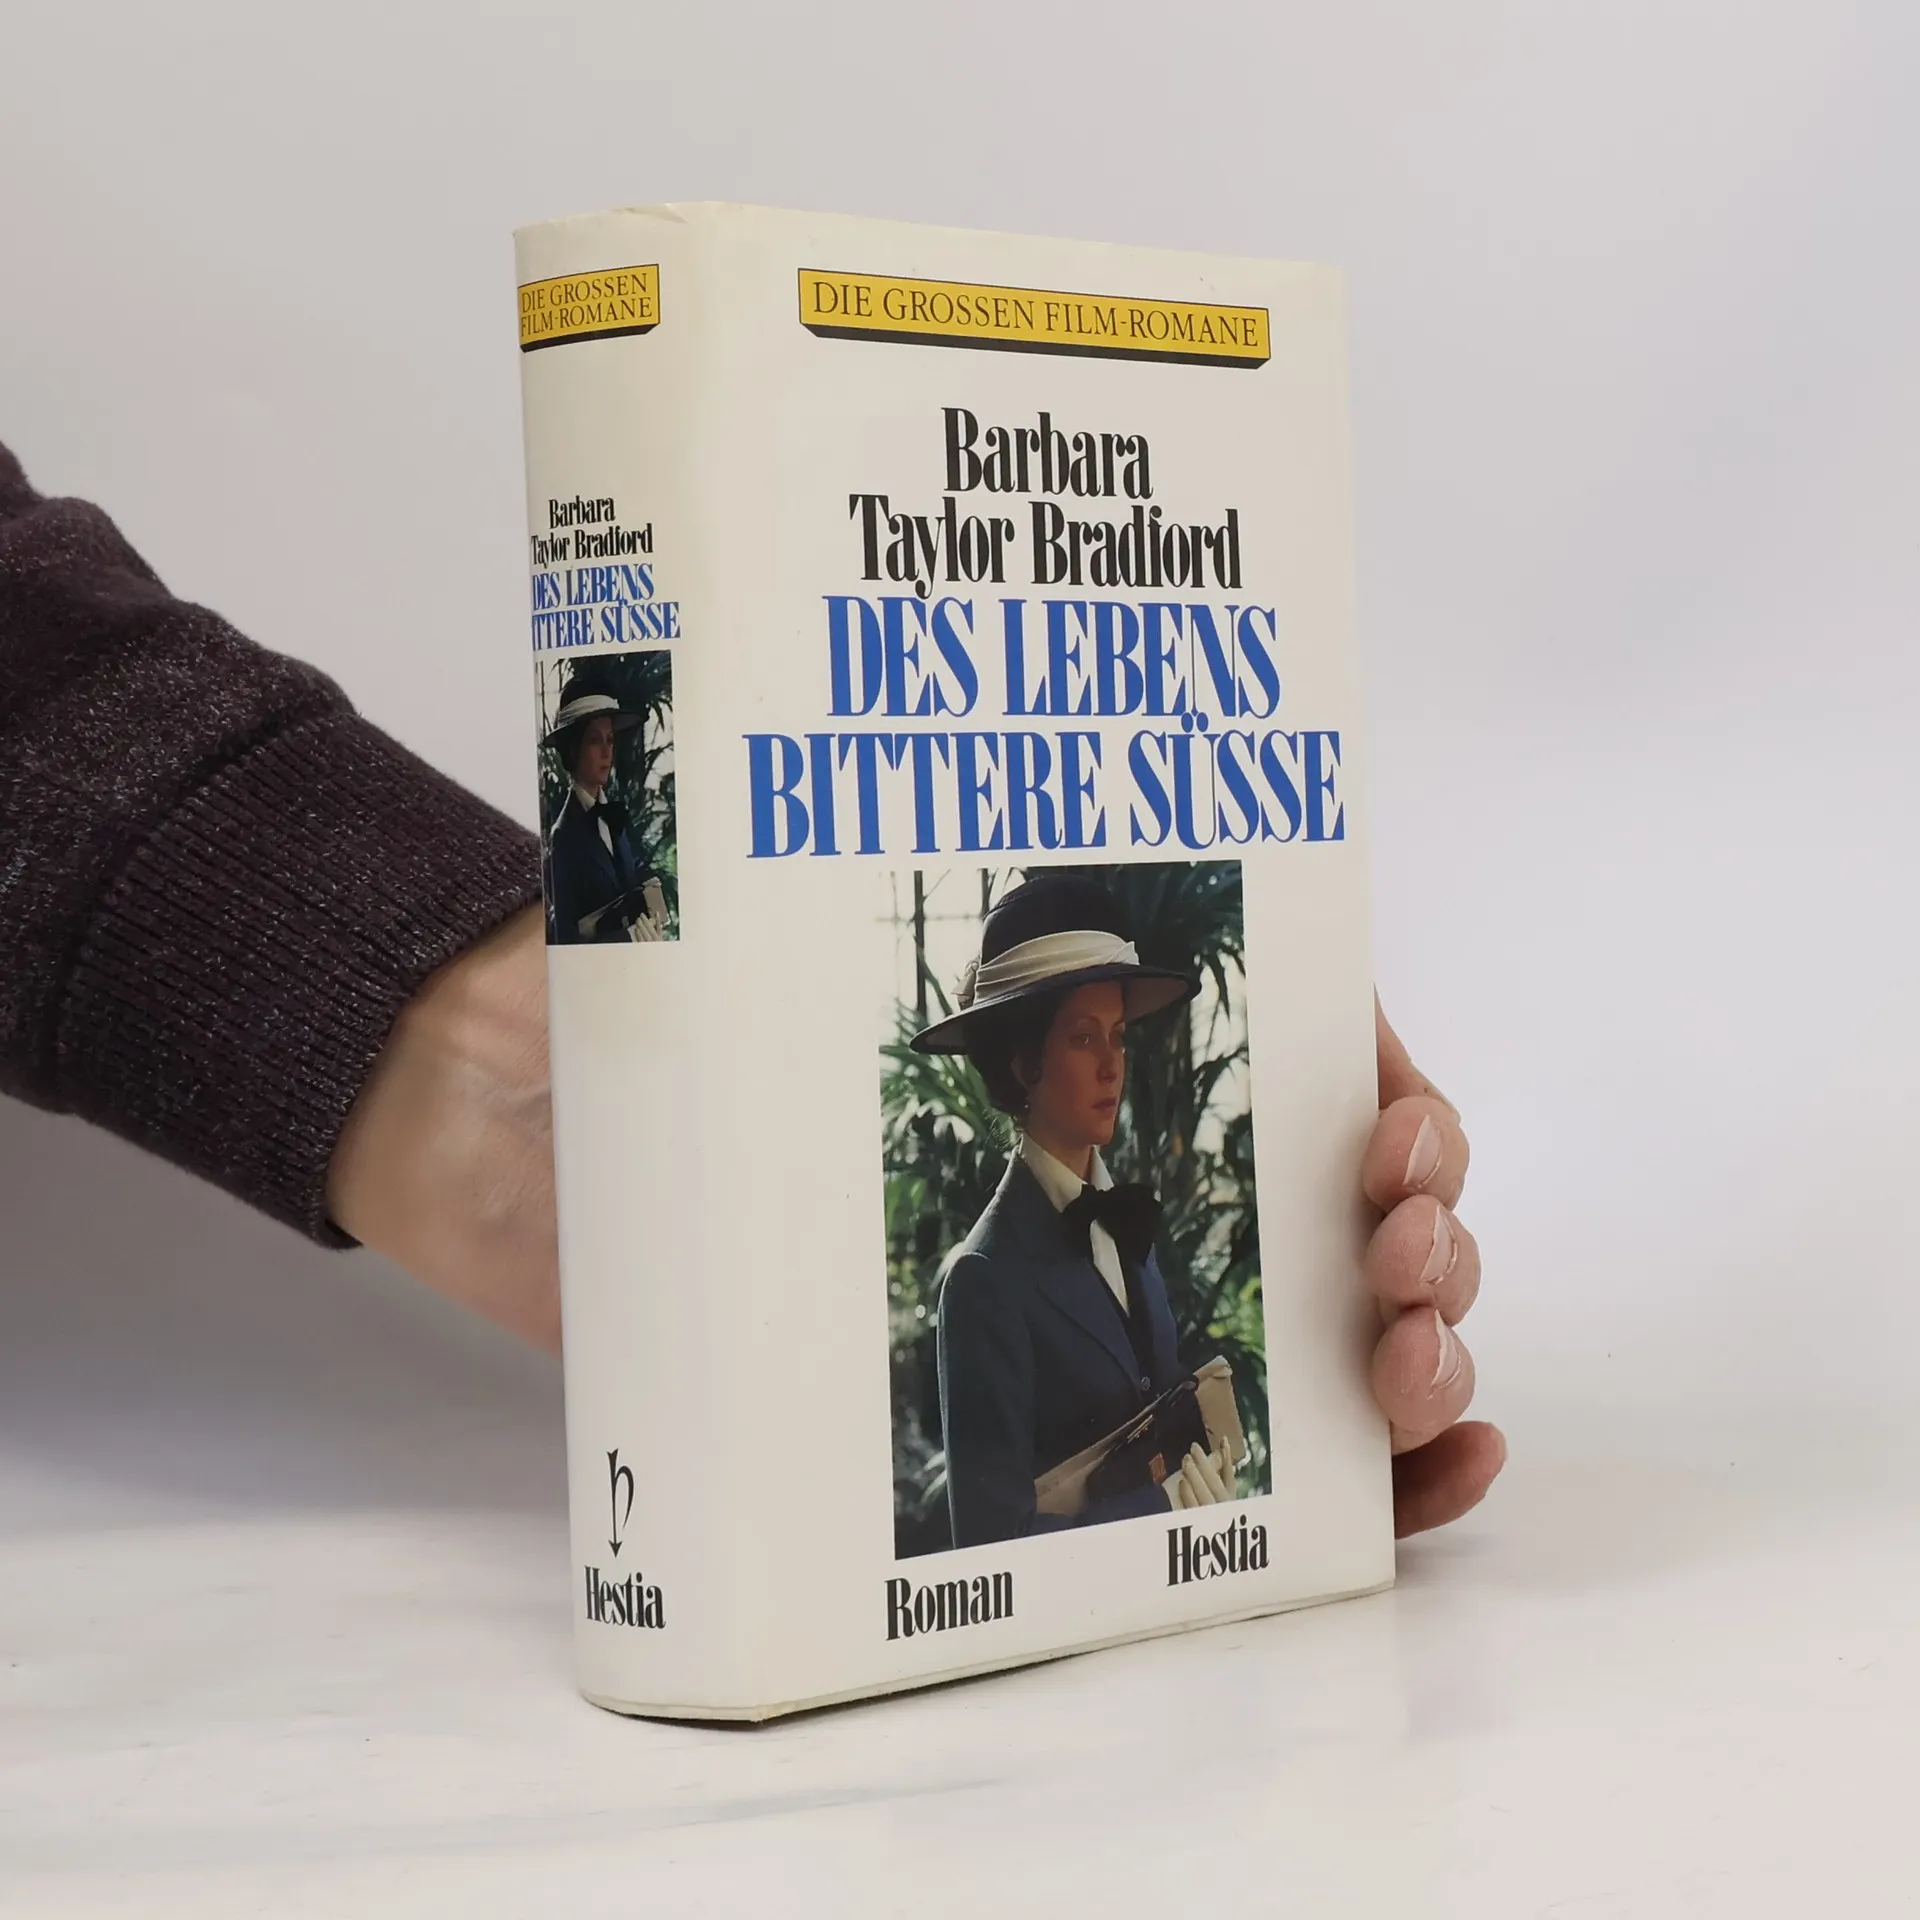 DIE GROSSEN
FILM-ROMANE
Barbara
Taylor Bradford
DES LEBENS
ITTERE SÜSSE
Hestia
DIE GROSSEN FILM-ROMANE
Barbara
Taylor Bradford
DES LEBENS
BITTERE SÜSSE
Roman
Hestia